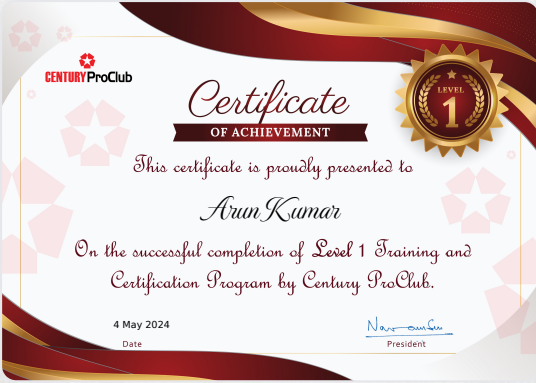 CENTURY ProClub
Certificate
OF ACHIEVEMENT
LEVEL
1
This certificate is proudly presented to
Arun Kumar
On the successful completion of Level 1 Training and
Certification Program by Century ProClub.
4 May 2024
Date
President